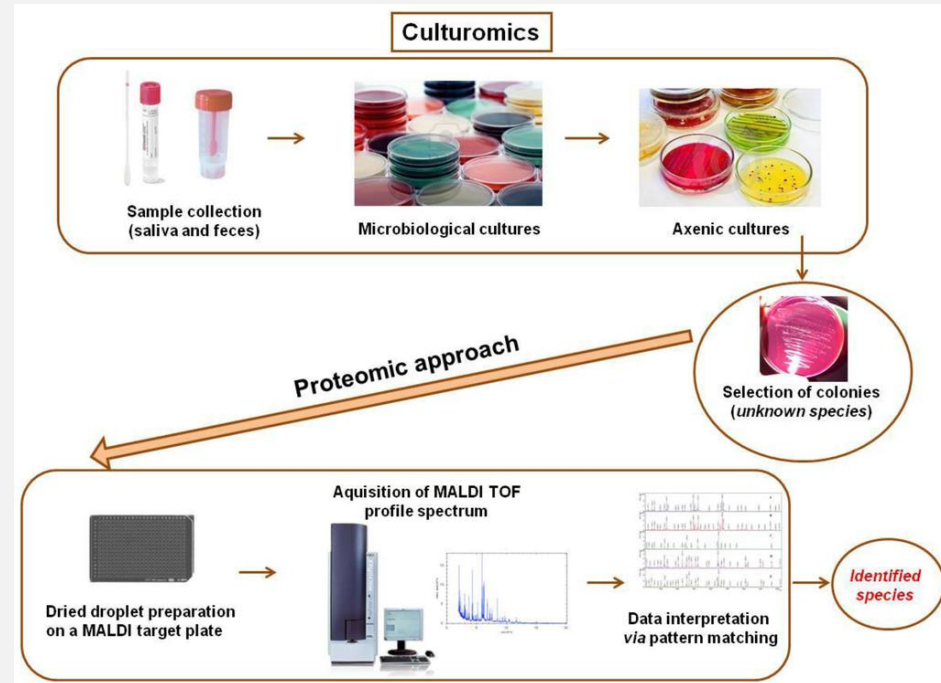 Culturomics
Sample collection
(saliva and feces)
Microbiological cultures
Axenic cultures
Selection of colonies
(unknown species)
Proteomic approach
Dried droplet preparation
on a MALDI target plate
Aquisition of MALDI TOF
profile spectrum
Data interpretation
via pattern matching
Identified
species